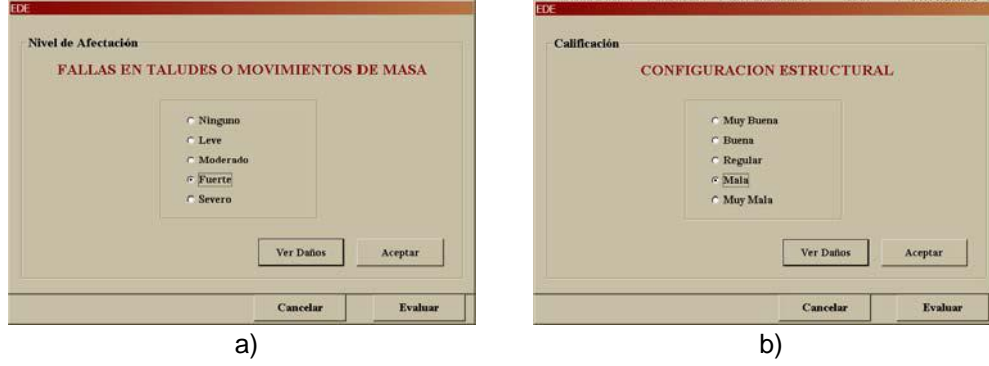 EDE
Nivel de Afectación
FALLAS EN TALUDES O MOVIMIENTOS DE MASA
Ninguno
Leve
Moderado
Fuerte
Severo
Ver Daños
Aceptar
Cancelar
Evaluar
a)
EDE
Calificación
CONFIGURACION ESTRUCTURAL
Muy Buena
Buena
Regular
Mala
Muy Mala
Ver Daños
Aceptar
Cancelar
Evaluar
b)